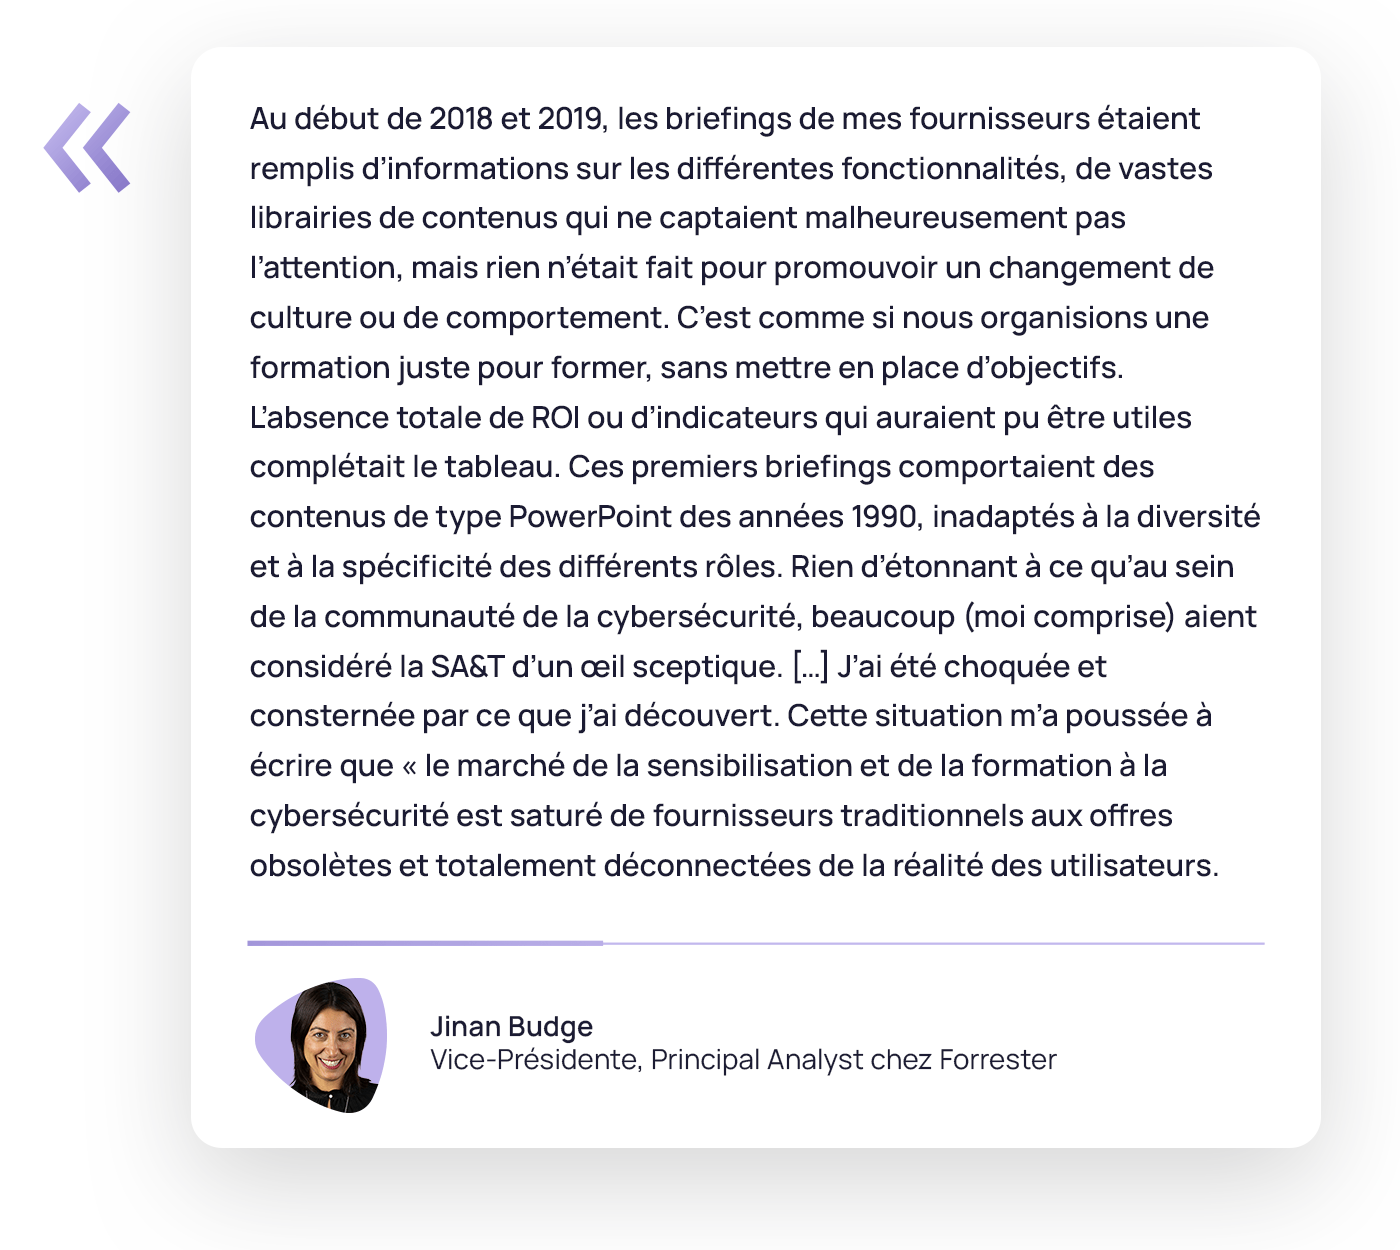 «
Au début de 2018 et 2019, les briefings de mes fournisseurs étaient
remplis d’informations sur les différentes fonctionnalités, de vastes
librairies de contenus qui ne captaient malheureusement pas
l’attention, mais rien n’était fait pour promouvoir un changement de
culture ou de comportement. C’est comme si nous organisions une
formation juste pour former, sans mettre en place d’objectifs.
L’absence totale de ROI ou d’indicateurs qui auraient pu être utiles
complétait le tableau. Ces premiers briefings comportaient des
contenus de type PowerPoint des années 1990, inadaptés à la diversité
et à la spécificité des différents rôles. Rien d’étonnant à ce qu’au sein
de la communauté de la cybersécurité, beaucoup (moi comprise) aient
considéré la SA&T d’un œil sceptique. […] J’ai été choquée et
consternée par ce que j’ai découvert. Cette situation m’a poussée à
écrire que « le marché de la sensibilisation et de la formation à la
cybersécurité est saturé de fournisseurs traditionnels aux offres
obsolètes et totalement déconnectées de la réalité des utilisateurs.
Jinan Budge
Vice-Présidente, Principal Analyst chez Forrester